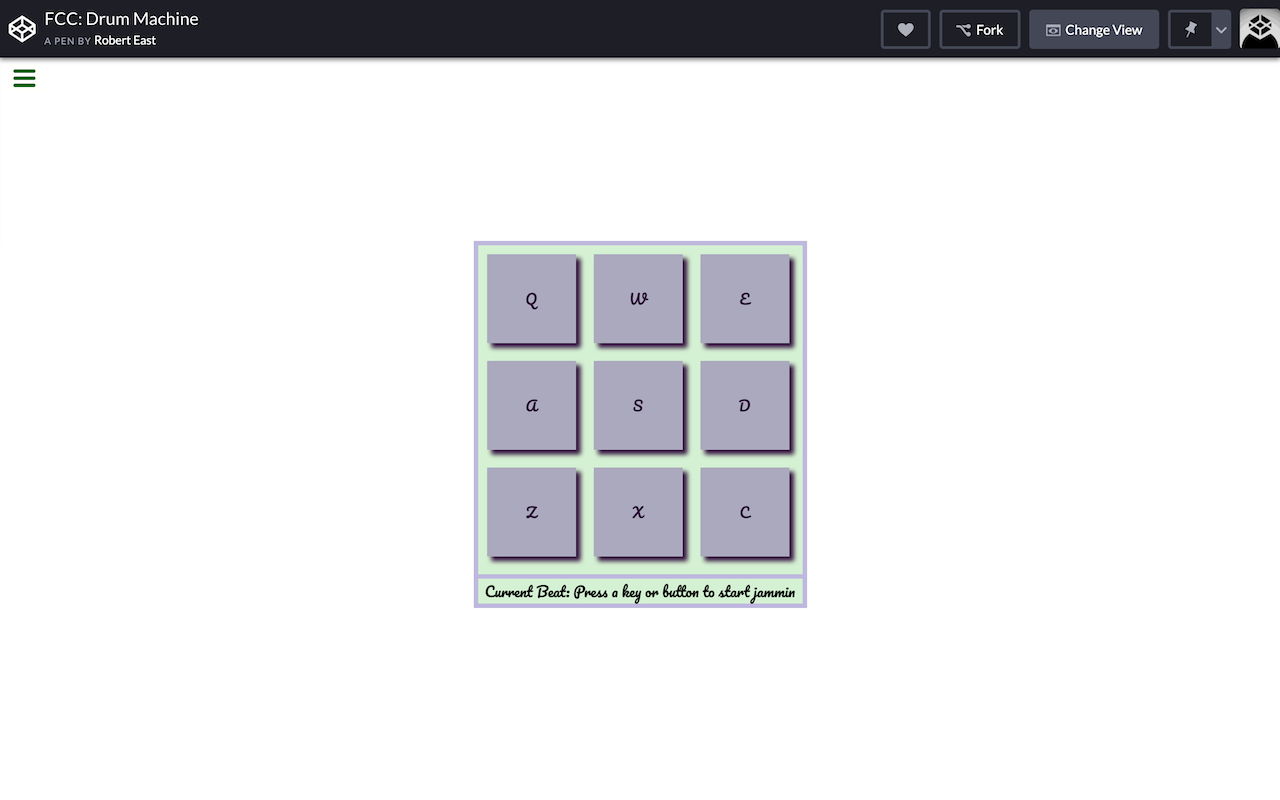 FCC: Drum Machine
A PEN BY Robert East
Fork
Change View
Q W E
A S D
Z X C
Current Beat: Press a key or button to start jammin